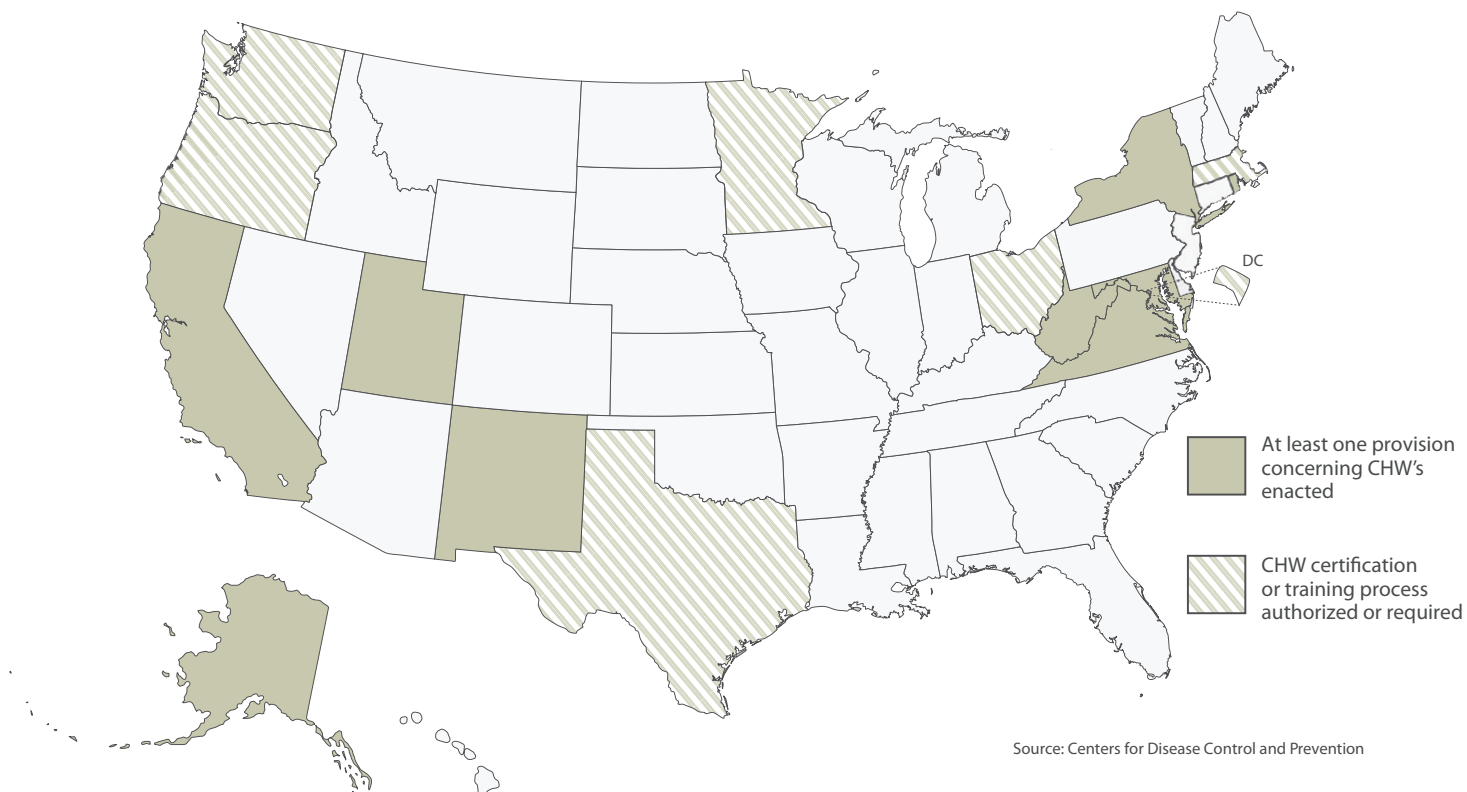 DC
At least one provision
concerning CHW's
enacted
CHW certification
or training process
authorized or required
Source: Centers for Disease Control and Prevention